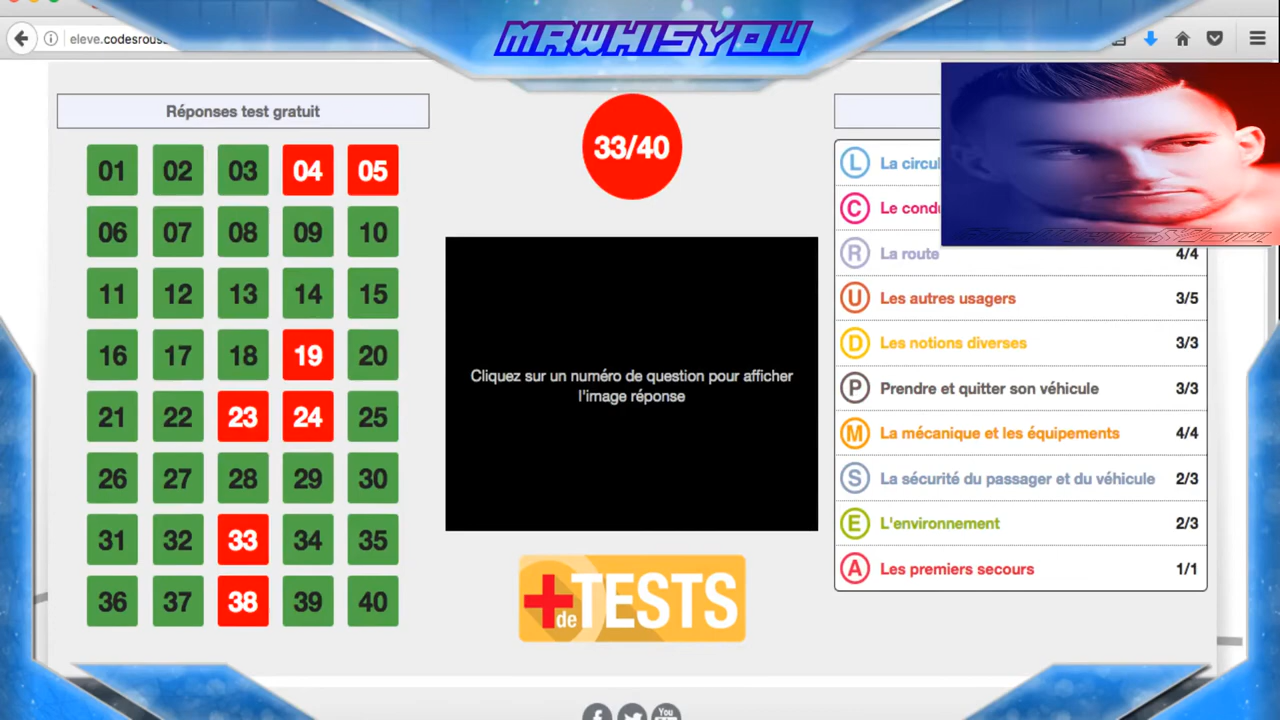 MRWHISYOU
Réponses test gratuit
33/40
01 02 03 04 05
06 07 08 09 10
11 12 13 14 15
16 17 18 19 20
21 22 23 24 25
26 27 28 29 30
31 32 33 34 35
36 37 38 39 40
Cliquez sur un numéro de question pour afficher
l'image réponse
+ de TESTS
L La
C Le
R La route 4/4
U Les autres usagers 3/5
D Les notions diverses 3/3
P Prendre et quitter son véhicule 3/3
M La mécanique et les équipements 4/4
S La sécurité du passager et du véhicule 2/3
E L'environnement 2/3
A Les premiers secours 1/1
You